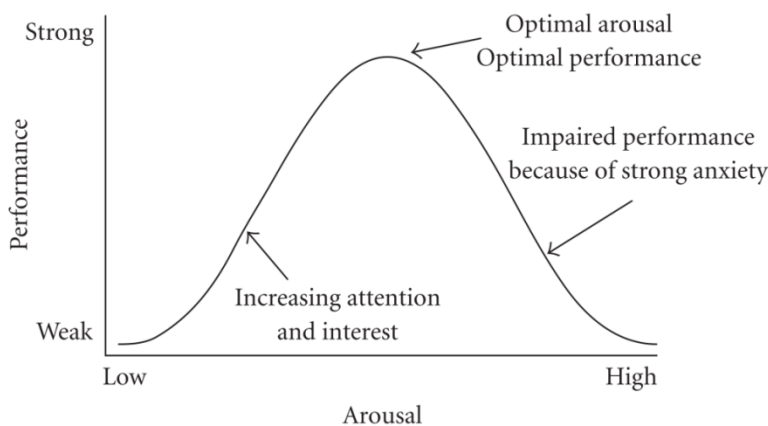 Strong
Optimal arousal
Optimal performance
Performance
Impaired performance
because of strong anxiety
Increasing attention
and interest
Weak
Low
High
Arousal